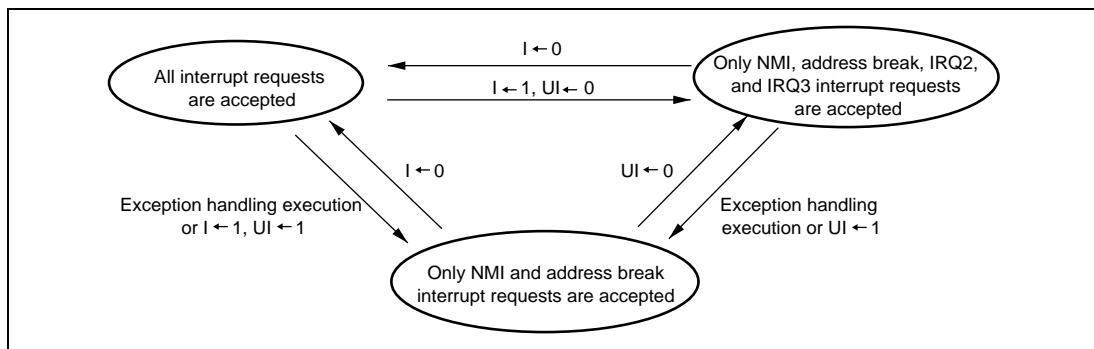 I ← 0
All interrupt requests
are accepted
Only NMI, address break, IRQ2,
and IRQ3 interrupt requests
are accepted
I ← 1, UI ← 0
I ← 0
UI ← 0
Exception handling execution
or I ← 1, UI ← 1
Exception handling
execution or UI ← 1
Only NMI and address break
interrupt requests are accepted